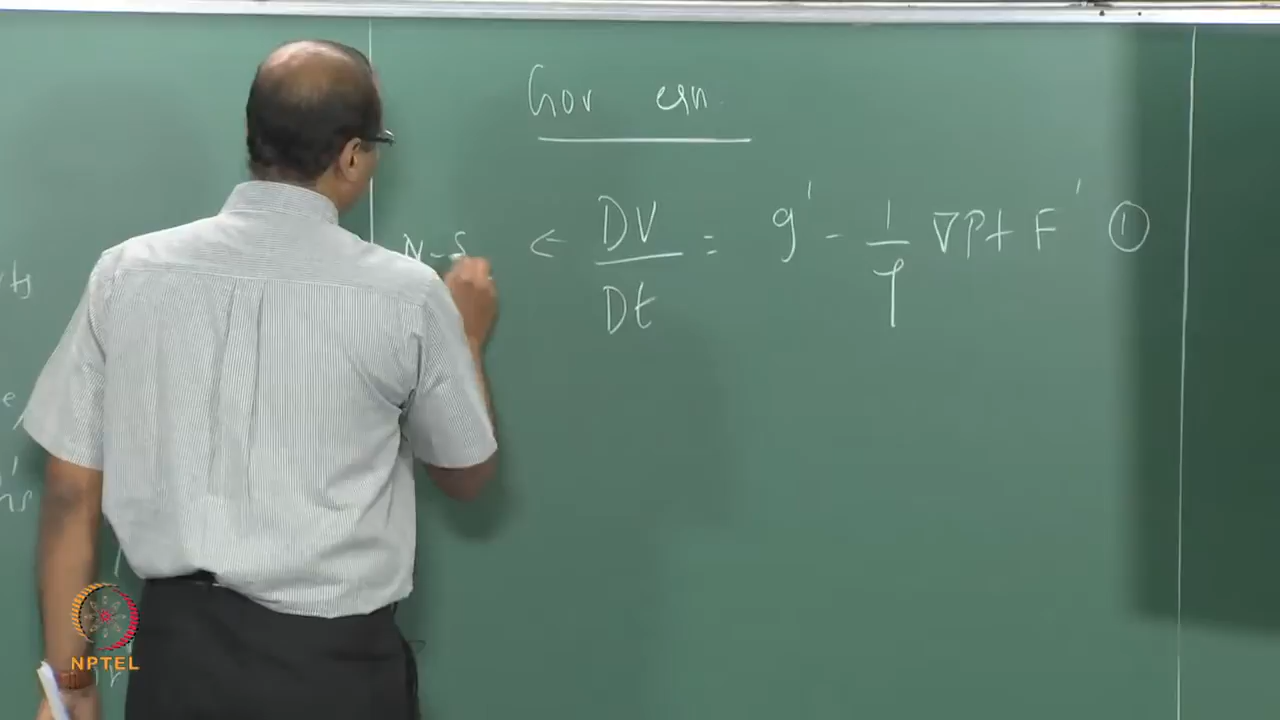 Gov eqn.
N-S ← DV/Dt = g' - 1/ρ ∇P + F' ①
NPTEL